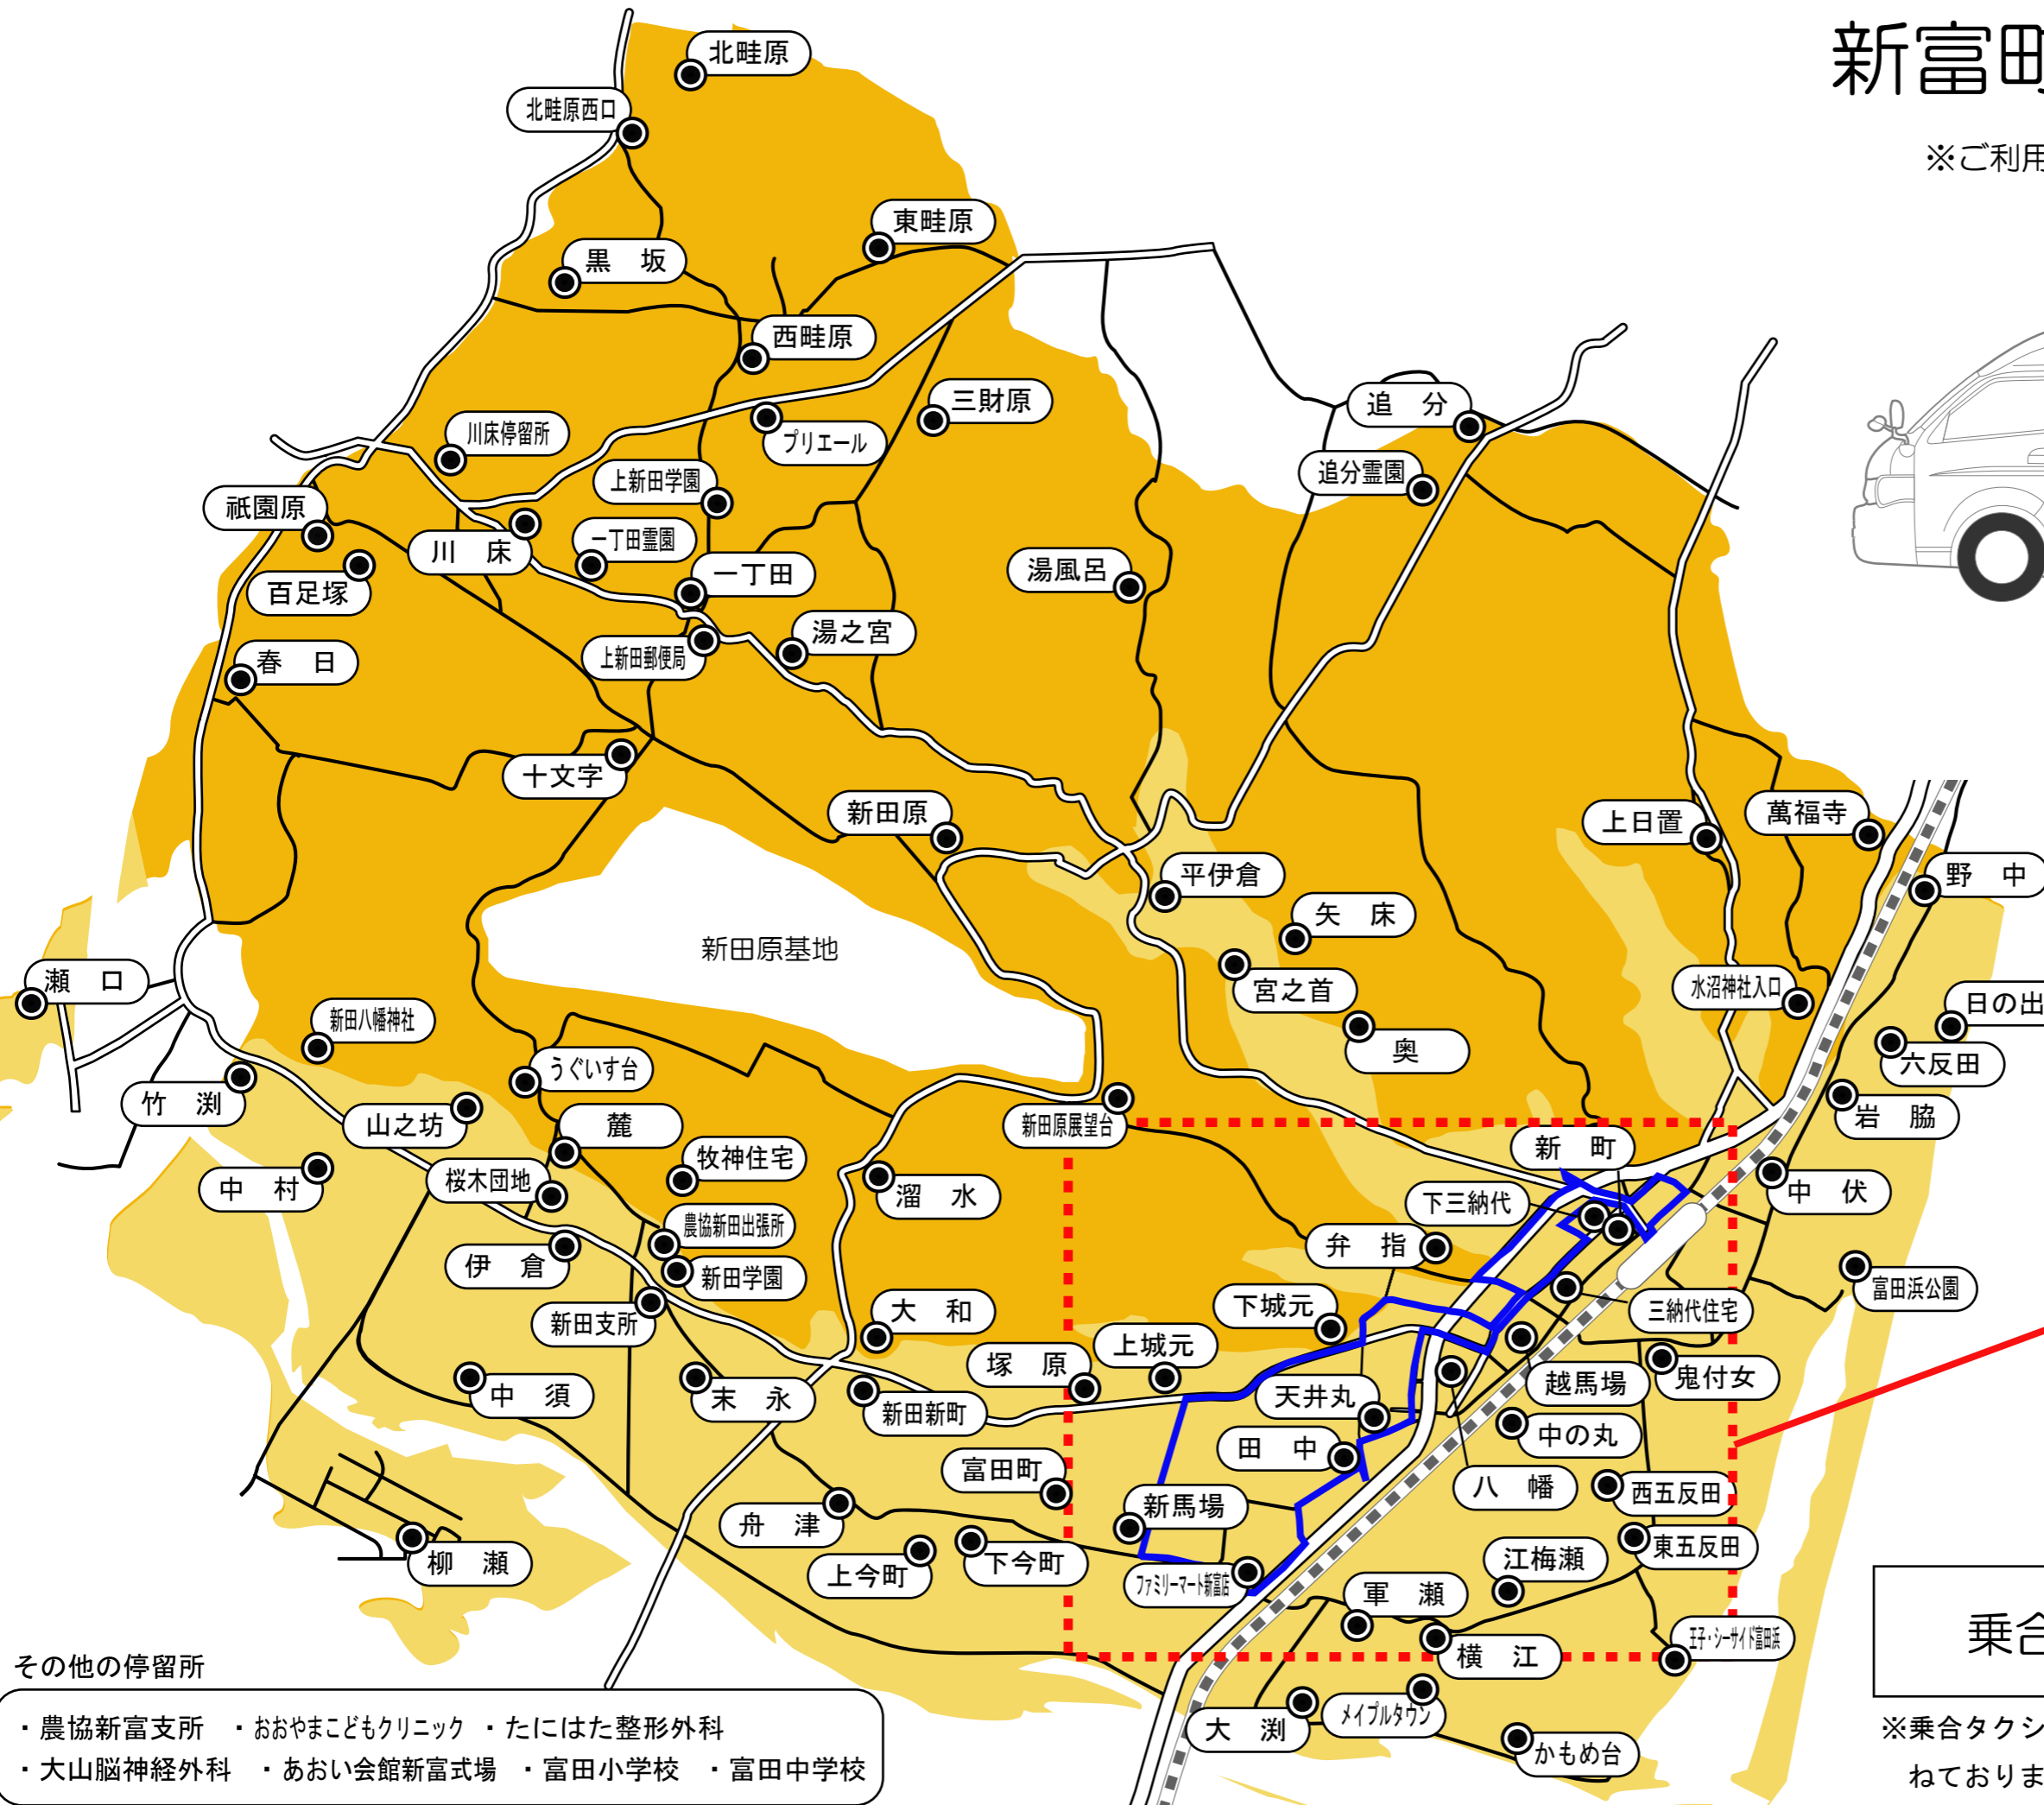 新富町
※ご利用
北畦原
北畦原西口
東畦原
黒　坂
西畦原
三財原
追　分
プリエール
川床停留所
上新田学園
追分霊園
祇園原
川　床
一丁田霊園
一丁田
湯風呂
百足塚
湯之宮
上新田郵便局
春　日
十文字
新田原
上日置
萬福寺
平伊倉
野　中
矢　床
新田原基地
瀬　口
宮之首
水沼神社入口
日の出
新田八幡神社
奥
六反田
うぐいす台
竹　渕
山之坊
麓
新田原展望台
岩　脇
新　町
牧神住宅
中　村
桜木団地
溜　水
下三納代
中　伏
農協新田出張所
弁　指
伊　倉
新田学園
富田浜公園
新田支所
大　和
下城元
三納代住宅
塚　原
上城元
越馬場
鬼付女
中　須
末　永
新田新町
天井丸
中の丸
田　中
富田町
八　幡
西五反田
舟　津
新馬場
東五反田
柳　瀬
上今町
下今町
ファミリーマート新富店
江梅瀬
軍　瀬
横　江
王子・シーサイド富田浜
大　渕
メイプルタウン
かもめ台
その他の停留所
・農協新富支所　・おおやまこどもクリニック　・たにはた整形外科
・大山脳神経外科　・あおい会館新富式場　・富田小学校　・富田中学校
乗合
※乗合タクシ
ねておりま